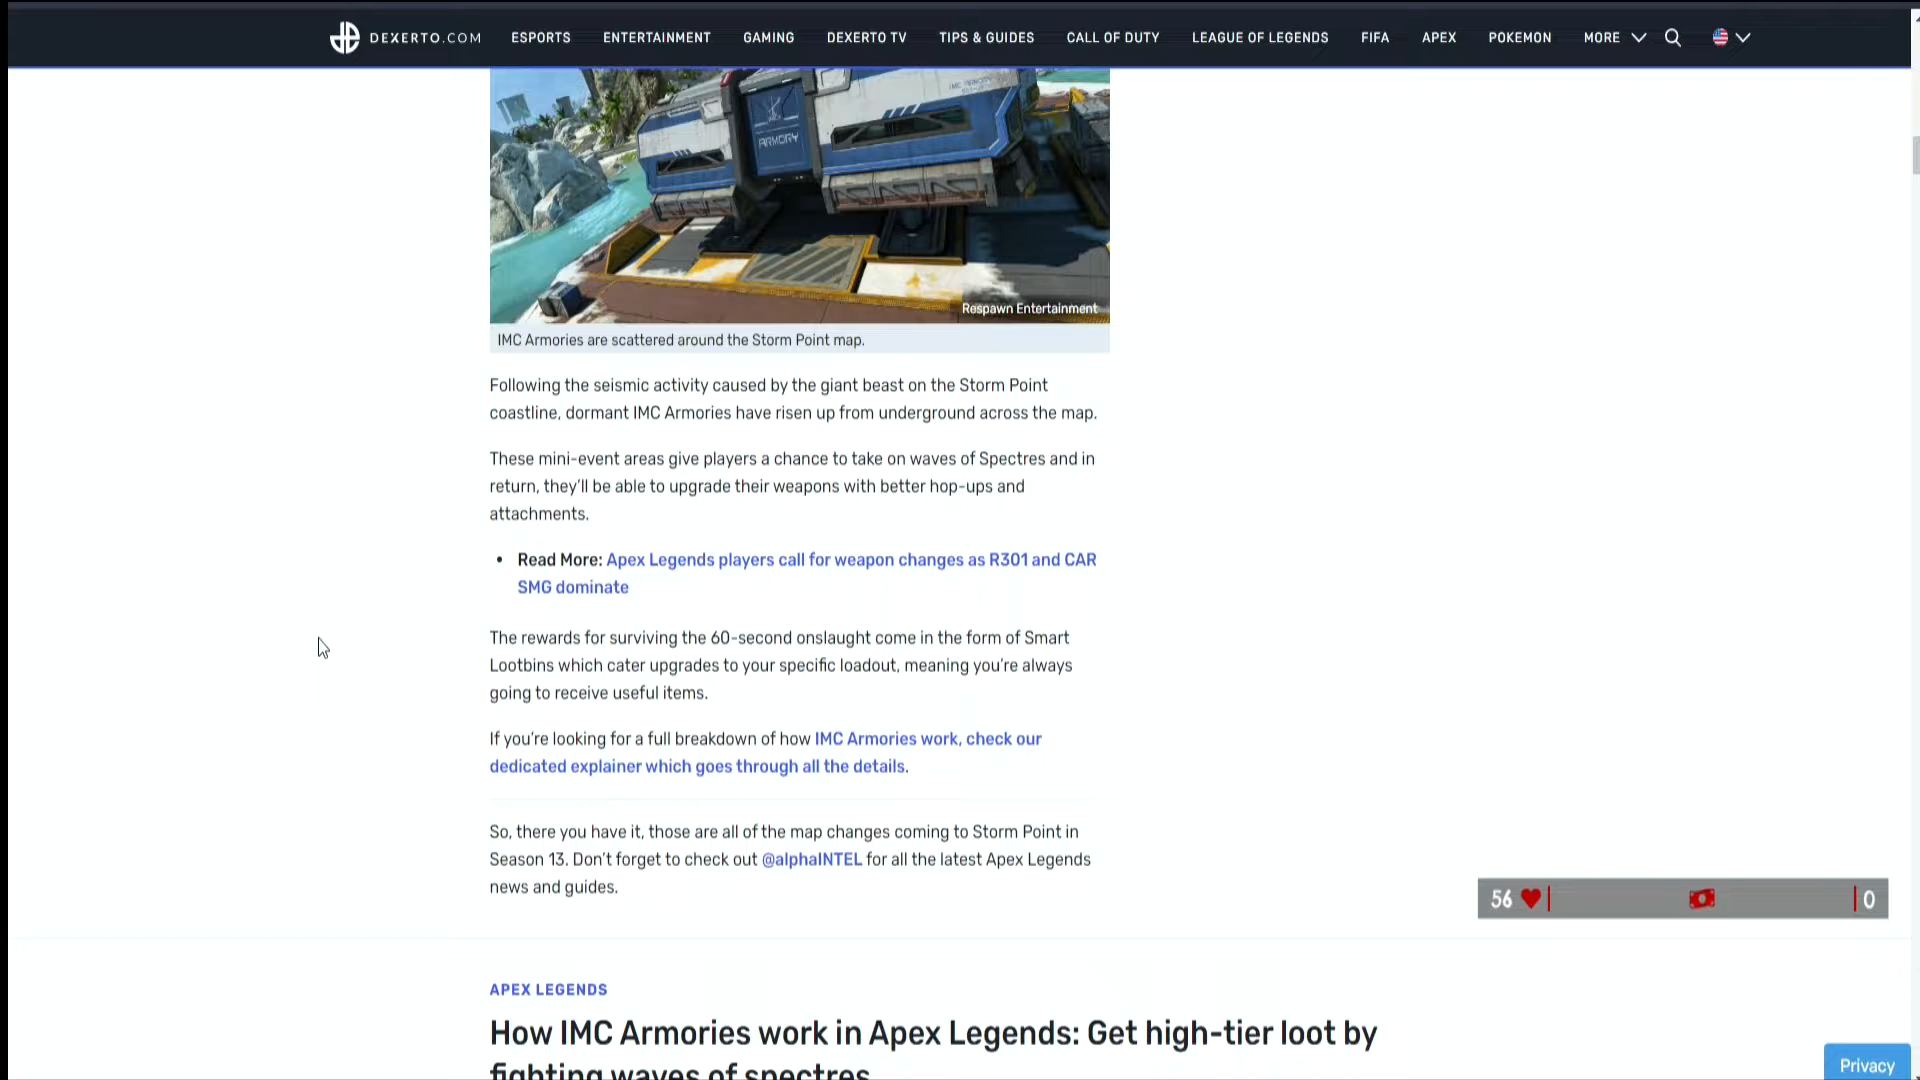 DEXERTO.COM ESPORTS ENTERTAINMENT GAMING DEXERTO TV TIPS & GUIDES CALL OF DUTY LEAGUE OF LEGENDS FIFA APEX POKEMON MORE
IMC ARMORY
ARMORY
Respawn Entertainment
IMC Armories are scattered around the Storm Point map.
Following the seismic activity caused by the giant beast on the Storm Point
coastline, dormant IMC Armories have risen up from underground across the map.
These mini-event areas give players a chance to take on waves of Spectres and in
return, they’ll be able to upgrade their weapons with better hop-ups and
attachments.
• Read More: Apex Legends players call for weapon changes as R301 and CAR
SMG dominate
The rewards for surviving the 60-second onslaught come in the form of Smart
Lootbins which cater upgrades to your specific loadout, meaning you’re always
going to receive useful items.
If you’re looking for a full breakdown of how IMC Armories work, check our
dedicated explainer which goes through all the details.
So, there you have it, those are all of the map changes coming to Storm Point in
Season 13. Don’t forget to check out @alphaINTEL for all the latest Apex Legends
news and guides.
56 0
APEX LEGENDS
How IMC Armories work in Apex Legends: Get high-tier loot by
fighting waves of spectres
Privacy